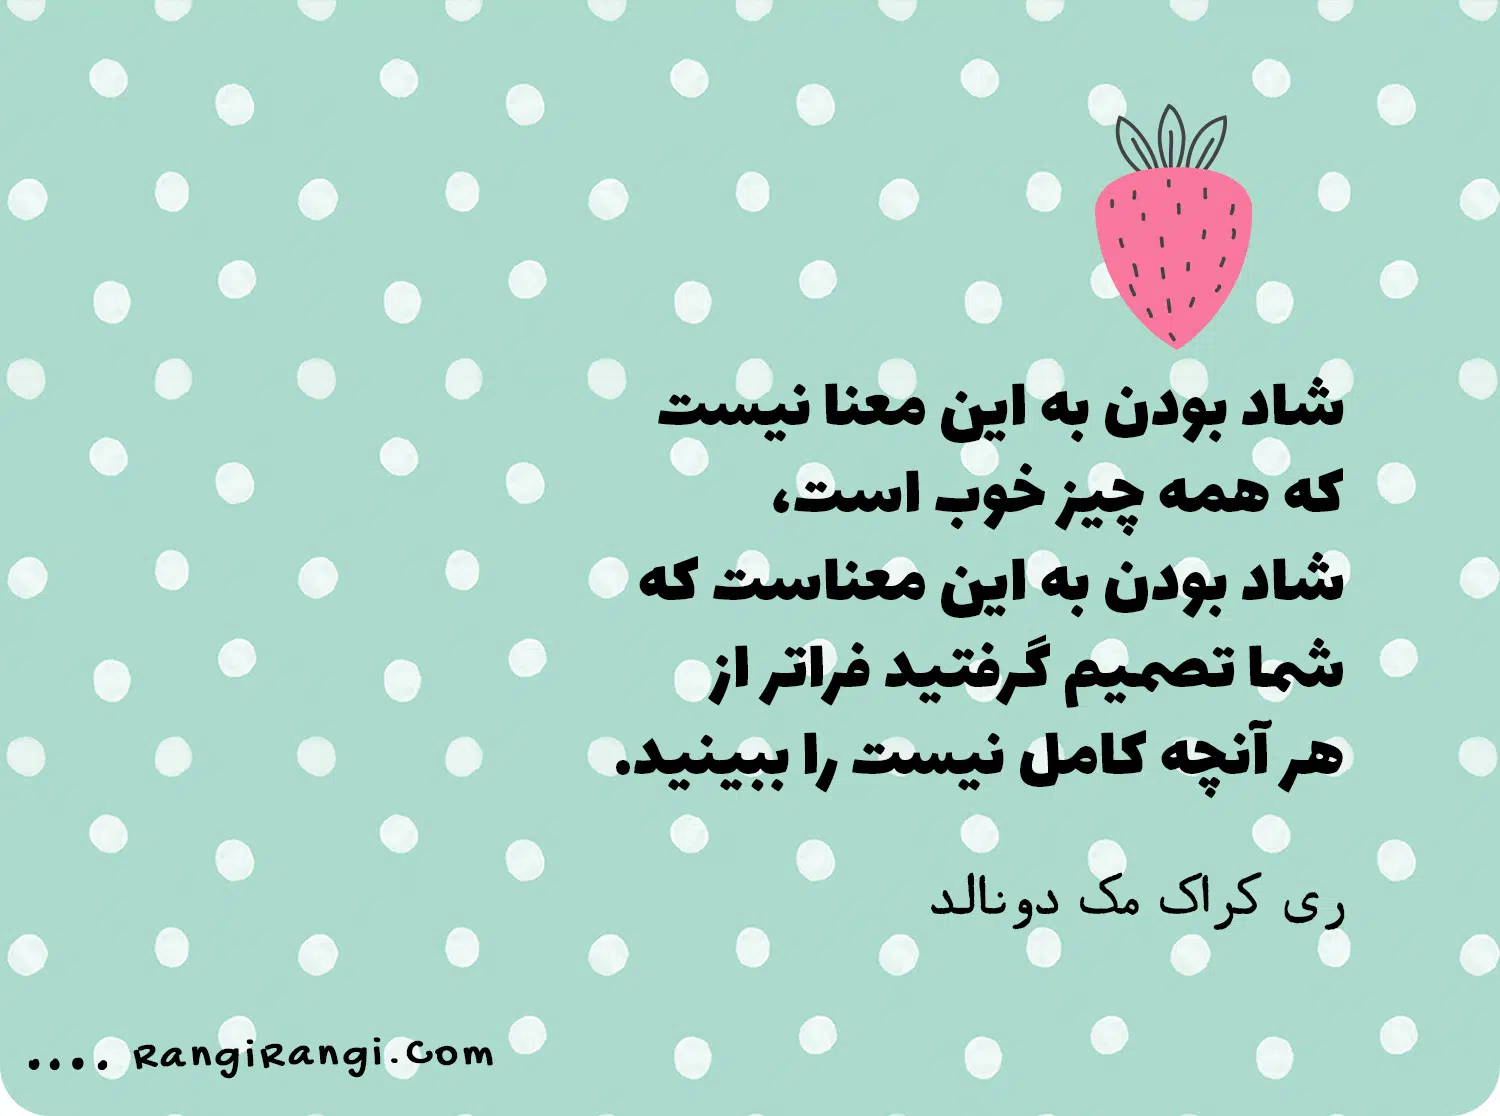 شاد بودن به این معنا نیست
که همه چیز خوب است،
شاد بودن به این معناست که
شما تصمیم گرفتید فراتر از
هر آنچه کامل نیست را ببینید.
ری کراک مک دونالد
.... RangiRangi.Com